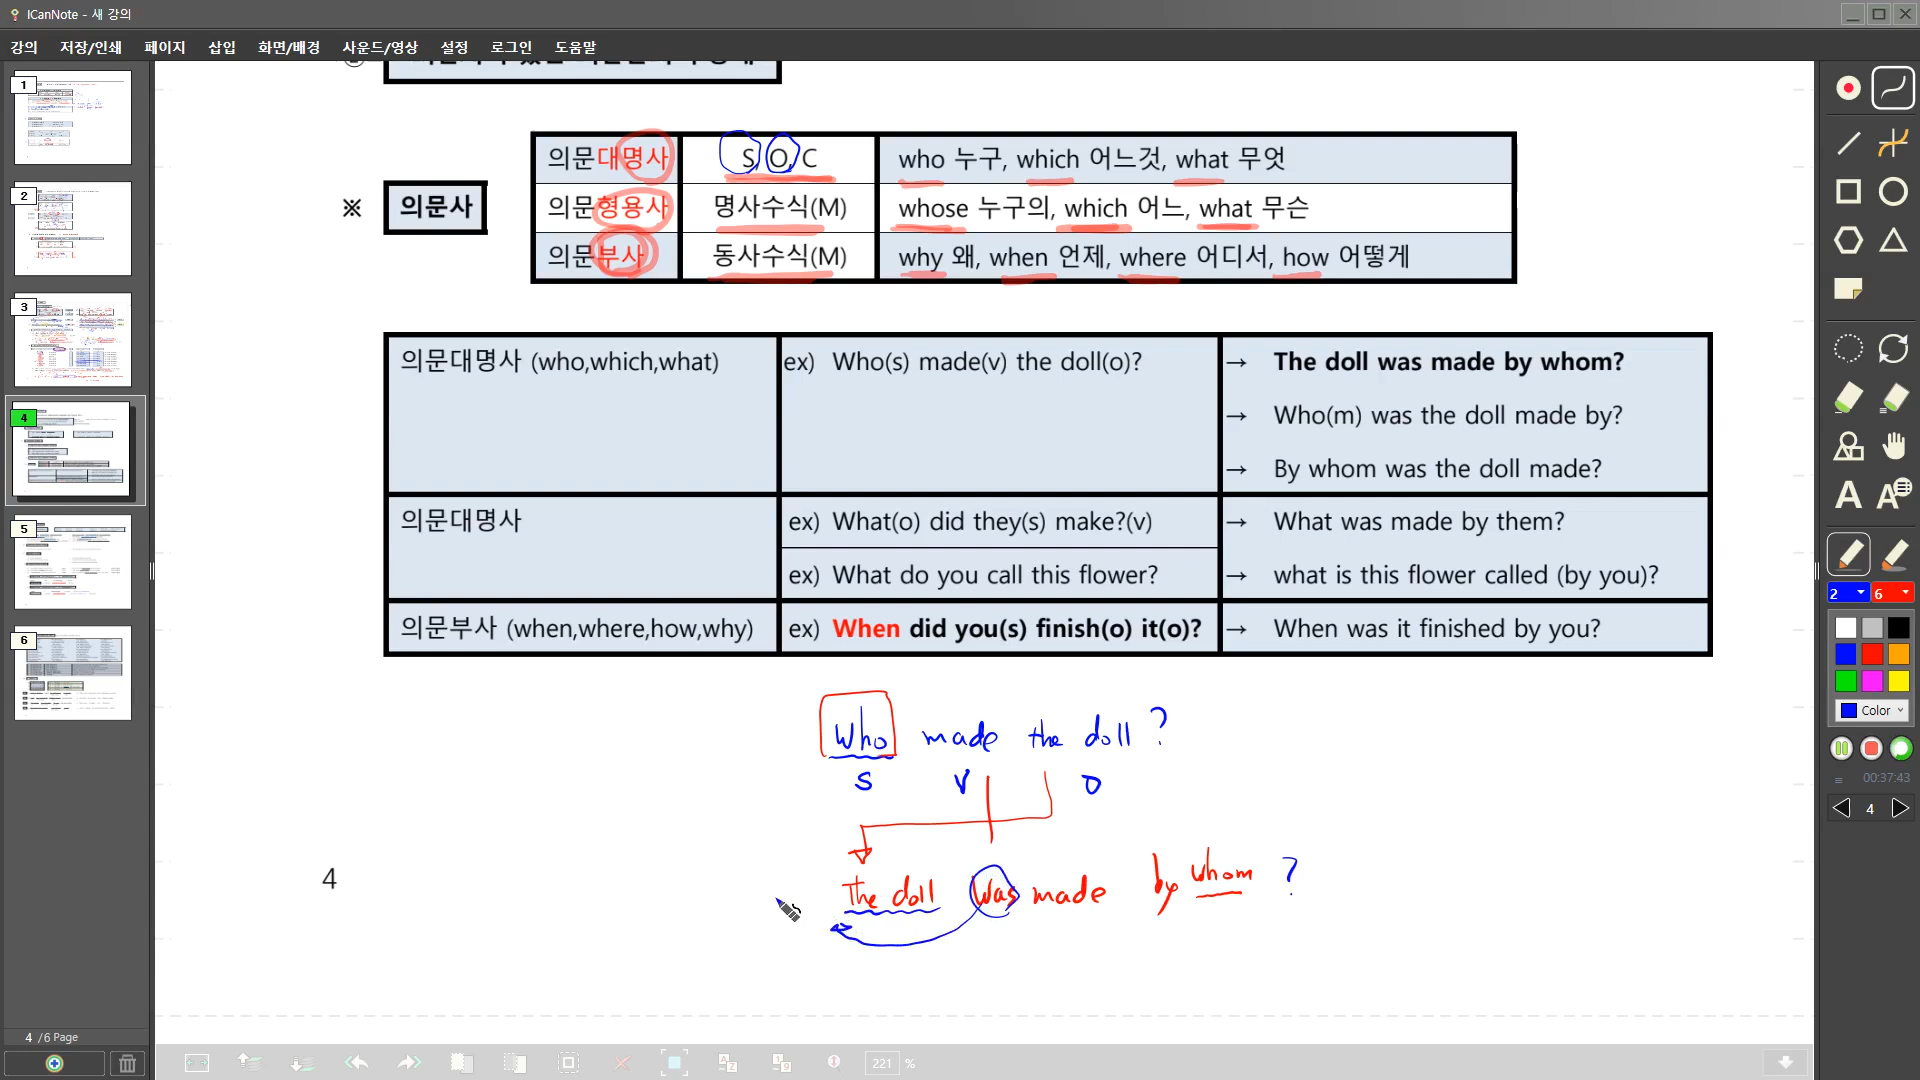 ICanNote - 새 강의
강의 저장/인쇄 페이지 삽입 화면/배경 사운드/영상 설정 로그인 도움말
의문대명사 S, O, C who 누구, which 어느것, what 무엇
※ 의문사 의문형용사 명사수식(M) whose 누구의, which 어느, what 무슨
의문부사 동사수식(M) why 왜, when 언제, where 어디서, how 어떻게
의문대명사 (who,which,what) ex) Who(s) made(v) the doll(o)? → The doll was made by whom?
→ Who(m) was the doll made by?
→ By whom was the doll made?
의문대명사 ex) What(o) did they(s) make?(v) → What was made by them?
ex) What do you call this flower? → what is this flower called (by you)?
의문부사 (when,where,how,why) ex) When did you(s) finish(o) it(o)? → When was it finished by you?
Who made the doll ?
S V O
The doll was made by whom ?
4
1
2
3
4
5
6
4 /6 Page
2 6
Color
00:37:43
4
221 %